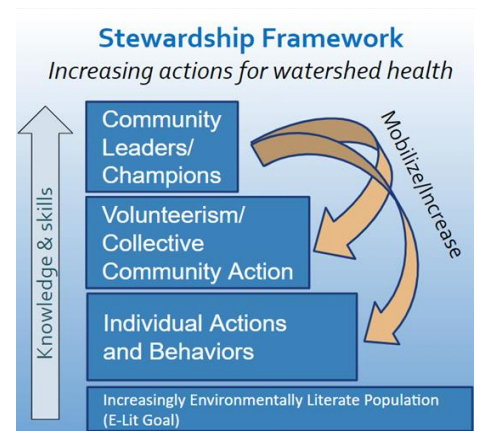 Stewardship Framework
Increasing actions for watershed health
Community
Leaders/
Champions
Volunteerism/
Collective
Community Action
Individual Actions
and Behaviors
Increasingly Environmentally Literate Population
(E-Lit Goal)
Knowledge & skills
Mobilize/Increase